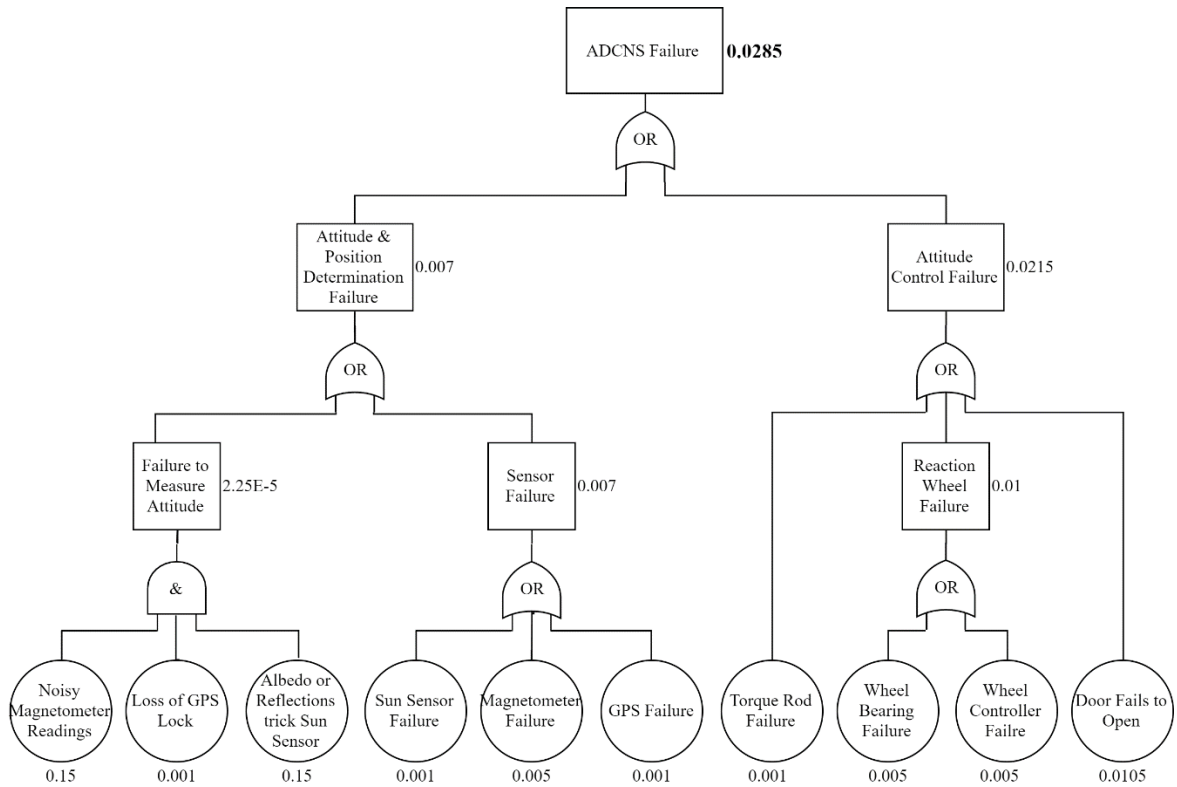 ADCNS Failure
0.0285
OR
Attitude &
Position
Determination
Failure
0.007
Attitude
Control Failure
0.0215
OR
OR
Failure to
Measure
Attitude
2.25E-5
Sensor
Failure
0.007
Reaction
Wheel
Failure
0.01
&
OR
OR
Noisy
Magnetometer
Readings
Loss of GPS
Lock
Albedo or
Reflections
trick Sun
Sensor
Sun Sensor
Failure
Magnetometer
Failure
GPS Failure
Torque Rod
Failure
Wheel
Bearing
Failure
Wheel
Controller
Failre
Door Fails to
Open
0.15
0.001
0.15
0.001
0.005
0.001
0.001
0.005
0.005
0.0105